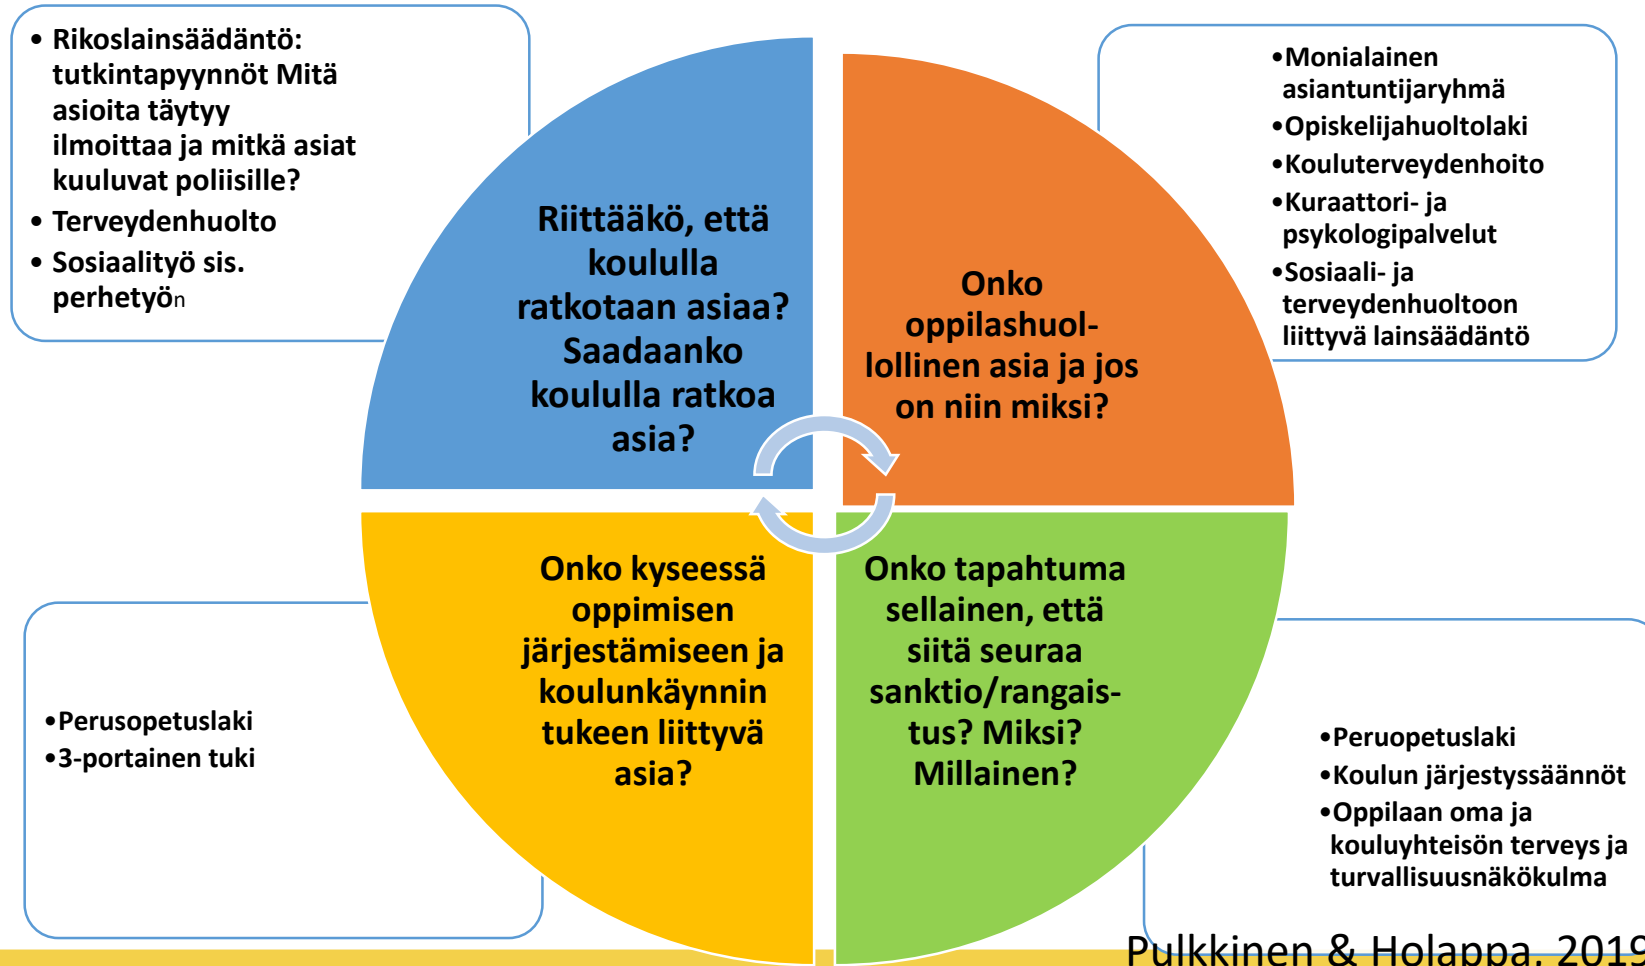 • Rikoslainsäädäntö:
tutkintapyynnöt Mitä
asioita täytyy
ilmoittaa ja mitkä asiat
kuuluvat poliisille?
• Terveydenhuolto
• Sosiaalityö sis.
perhetyön
Riittääkö, että
koululla
ratkotaan asiaa?
Saadaanko
koululla ratkoa
asia?
Onko
oppilashuol-
lollinen asia ja jos
on niin miksi?
•Monialainen
asiantuntijaryhmä
•Opiskelijahuoltolaki
•Kouluterveydenhoito
•Kuraattori- ja
psykologipalvelut
•Sosiaali- ja
terveydenhuoltoon
liittyvä lainsäädäntö
•Perusopetuslaki
•3-portainen tuki
Onko kyseessä
oppimisen
järjestämiseen ja
koulunkäynnin
tukeen liittyvä
asia?
Onko tapahtuma
sellainen, että
siitä seuraa
sanktio/rangais-
tus? Miksi?
Millainen?
•Peruopetuslaki
•Koulun järjestyssäännöt
•Oppilaan oma ja
kouluyhteisön terveys ja
turvallisuusnäkökulma
Pulkkinen & Holappa, 2019